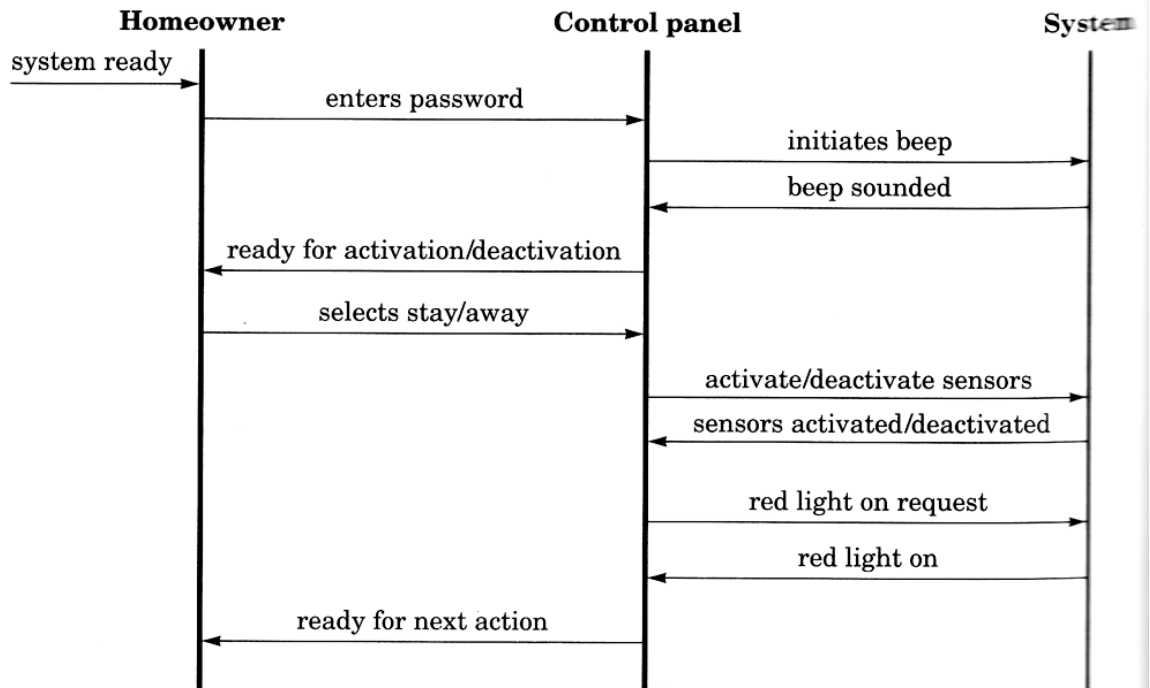 Homeowner
Control panel
System
system ready
enters password
initiates beep
beep sounded
ready for activation/deactivation
selects stay/away
activate/deactivate sensors
sensors activated/deactivated
red light on request
red light on
ready for next action